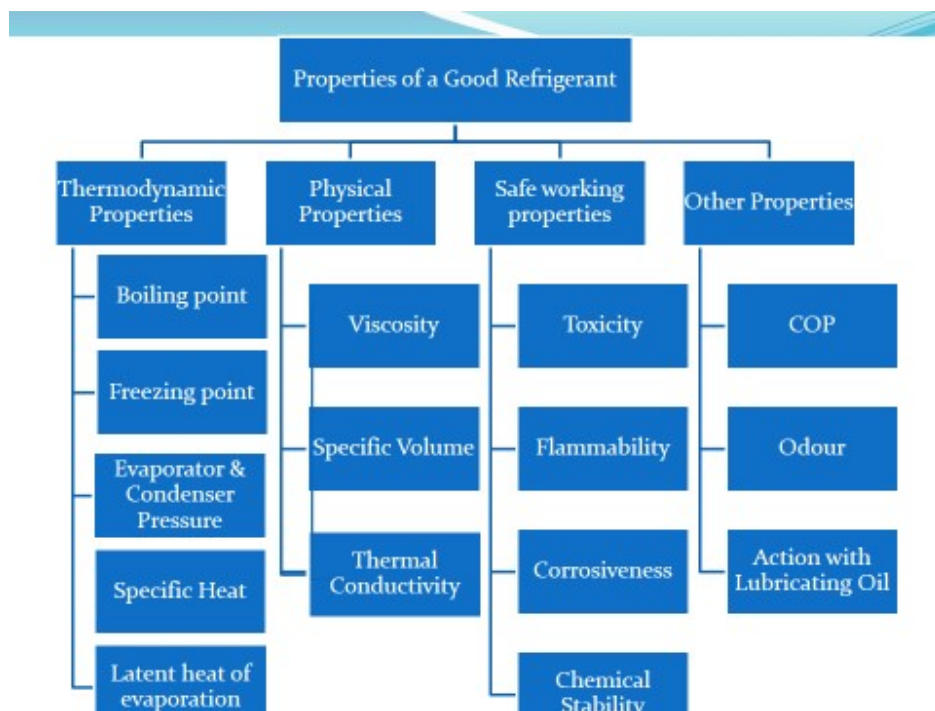 Properties of a Good Refrigerant
Thermodynamic
Properties
Boiling point
Freezing point
Evaporator &
Condenser
Pressure
Specific Heat
Latent heat of
evaporation
Physical
Properties
Viscosity
Specific Volume
Thermal
Conductivity
Safe working
properties
Toxicity
Flammability
Corrosiveness
Chemical
Stability
Other Properties
COP
Odour
Action with
Lubricating Oil